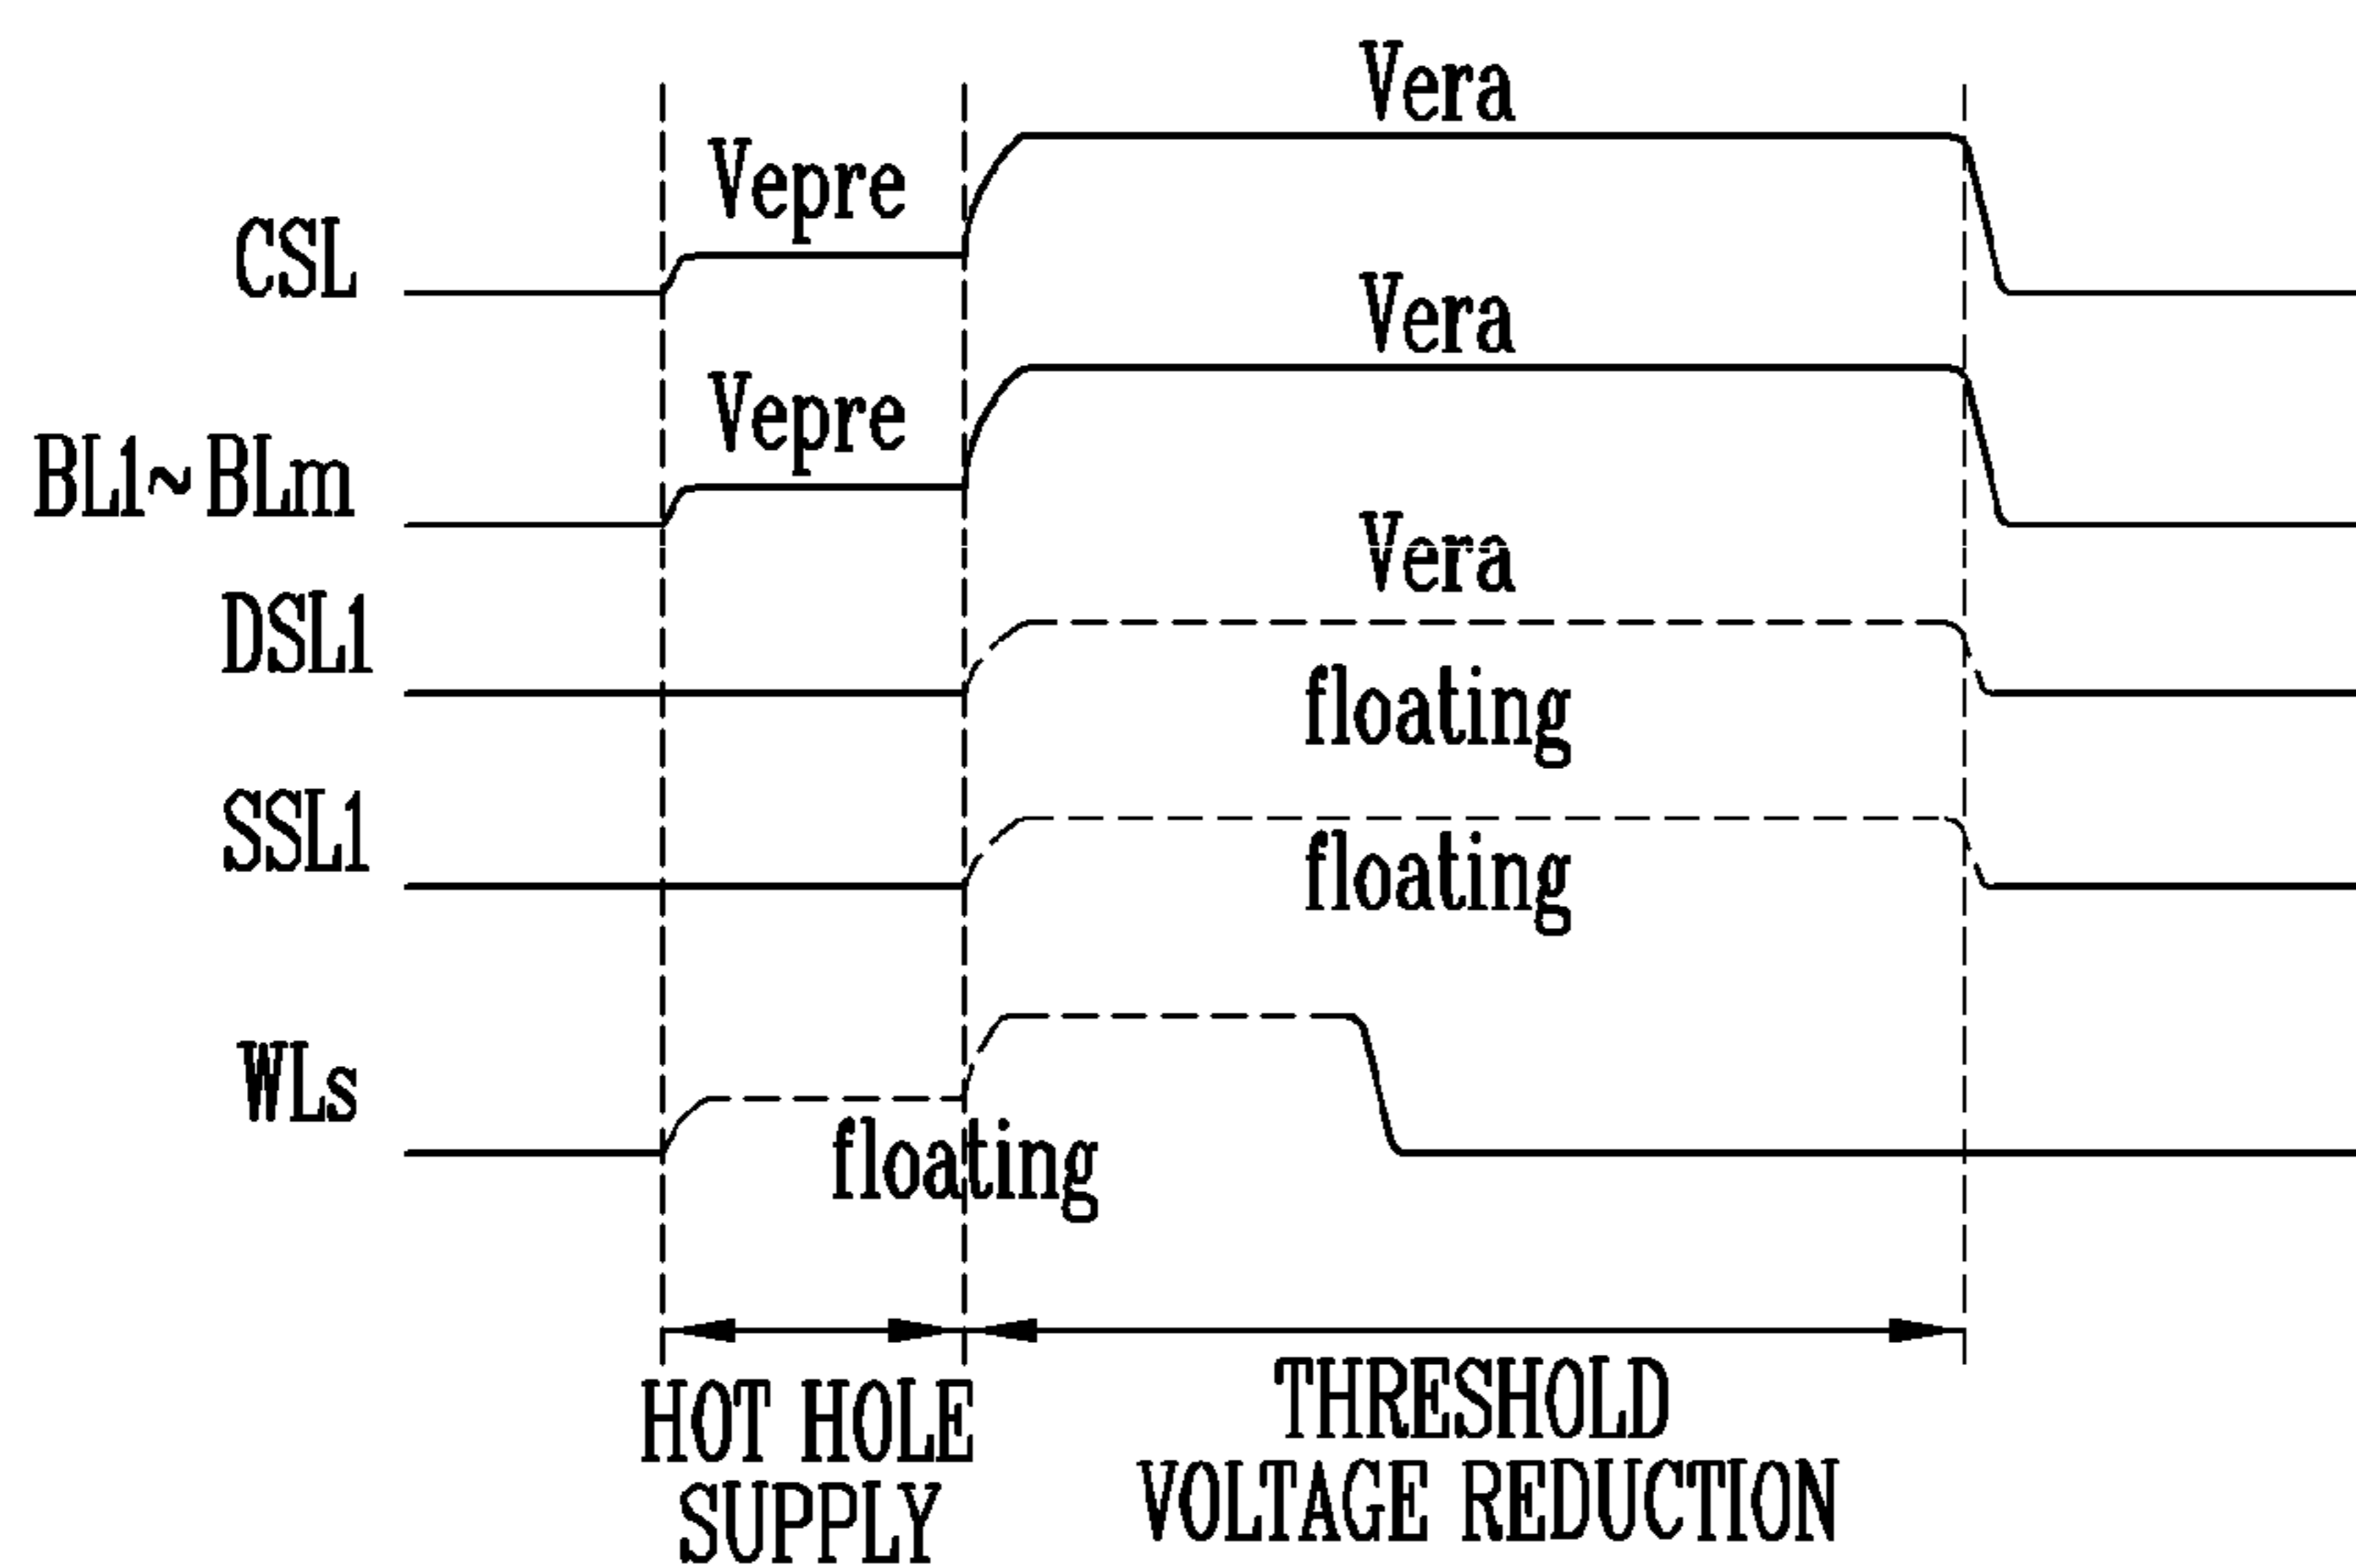 Vera
Vepre
CSL
Vera
Vepre
BL1~BLm
Vera
DSL1
floating
SSL1
floating
WLs
floating
HOT HOLE
SUPPLY
THRESHOLD
VOLTAGE REDUCTION